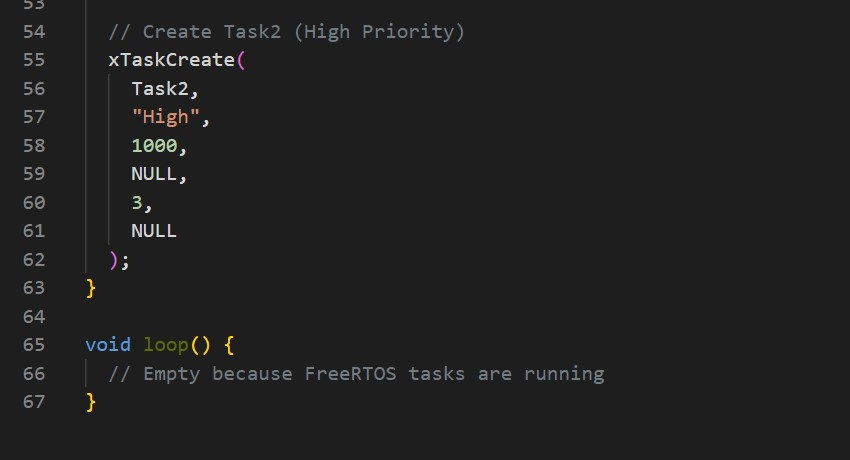 53
54 // Create Task2 (High Priority)
55 xTaskCreate(
56 Task2,
57 "High",
58 1000,
59 NULL,
60 3,
61 NULL
62 );
63 }
64
65 void loop() {
66 // Empty because FreeRTOS tasks are running
67 }